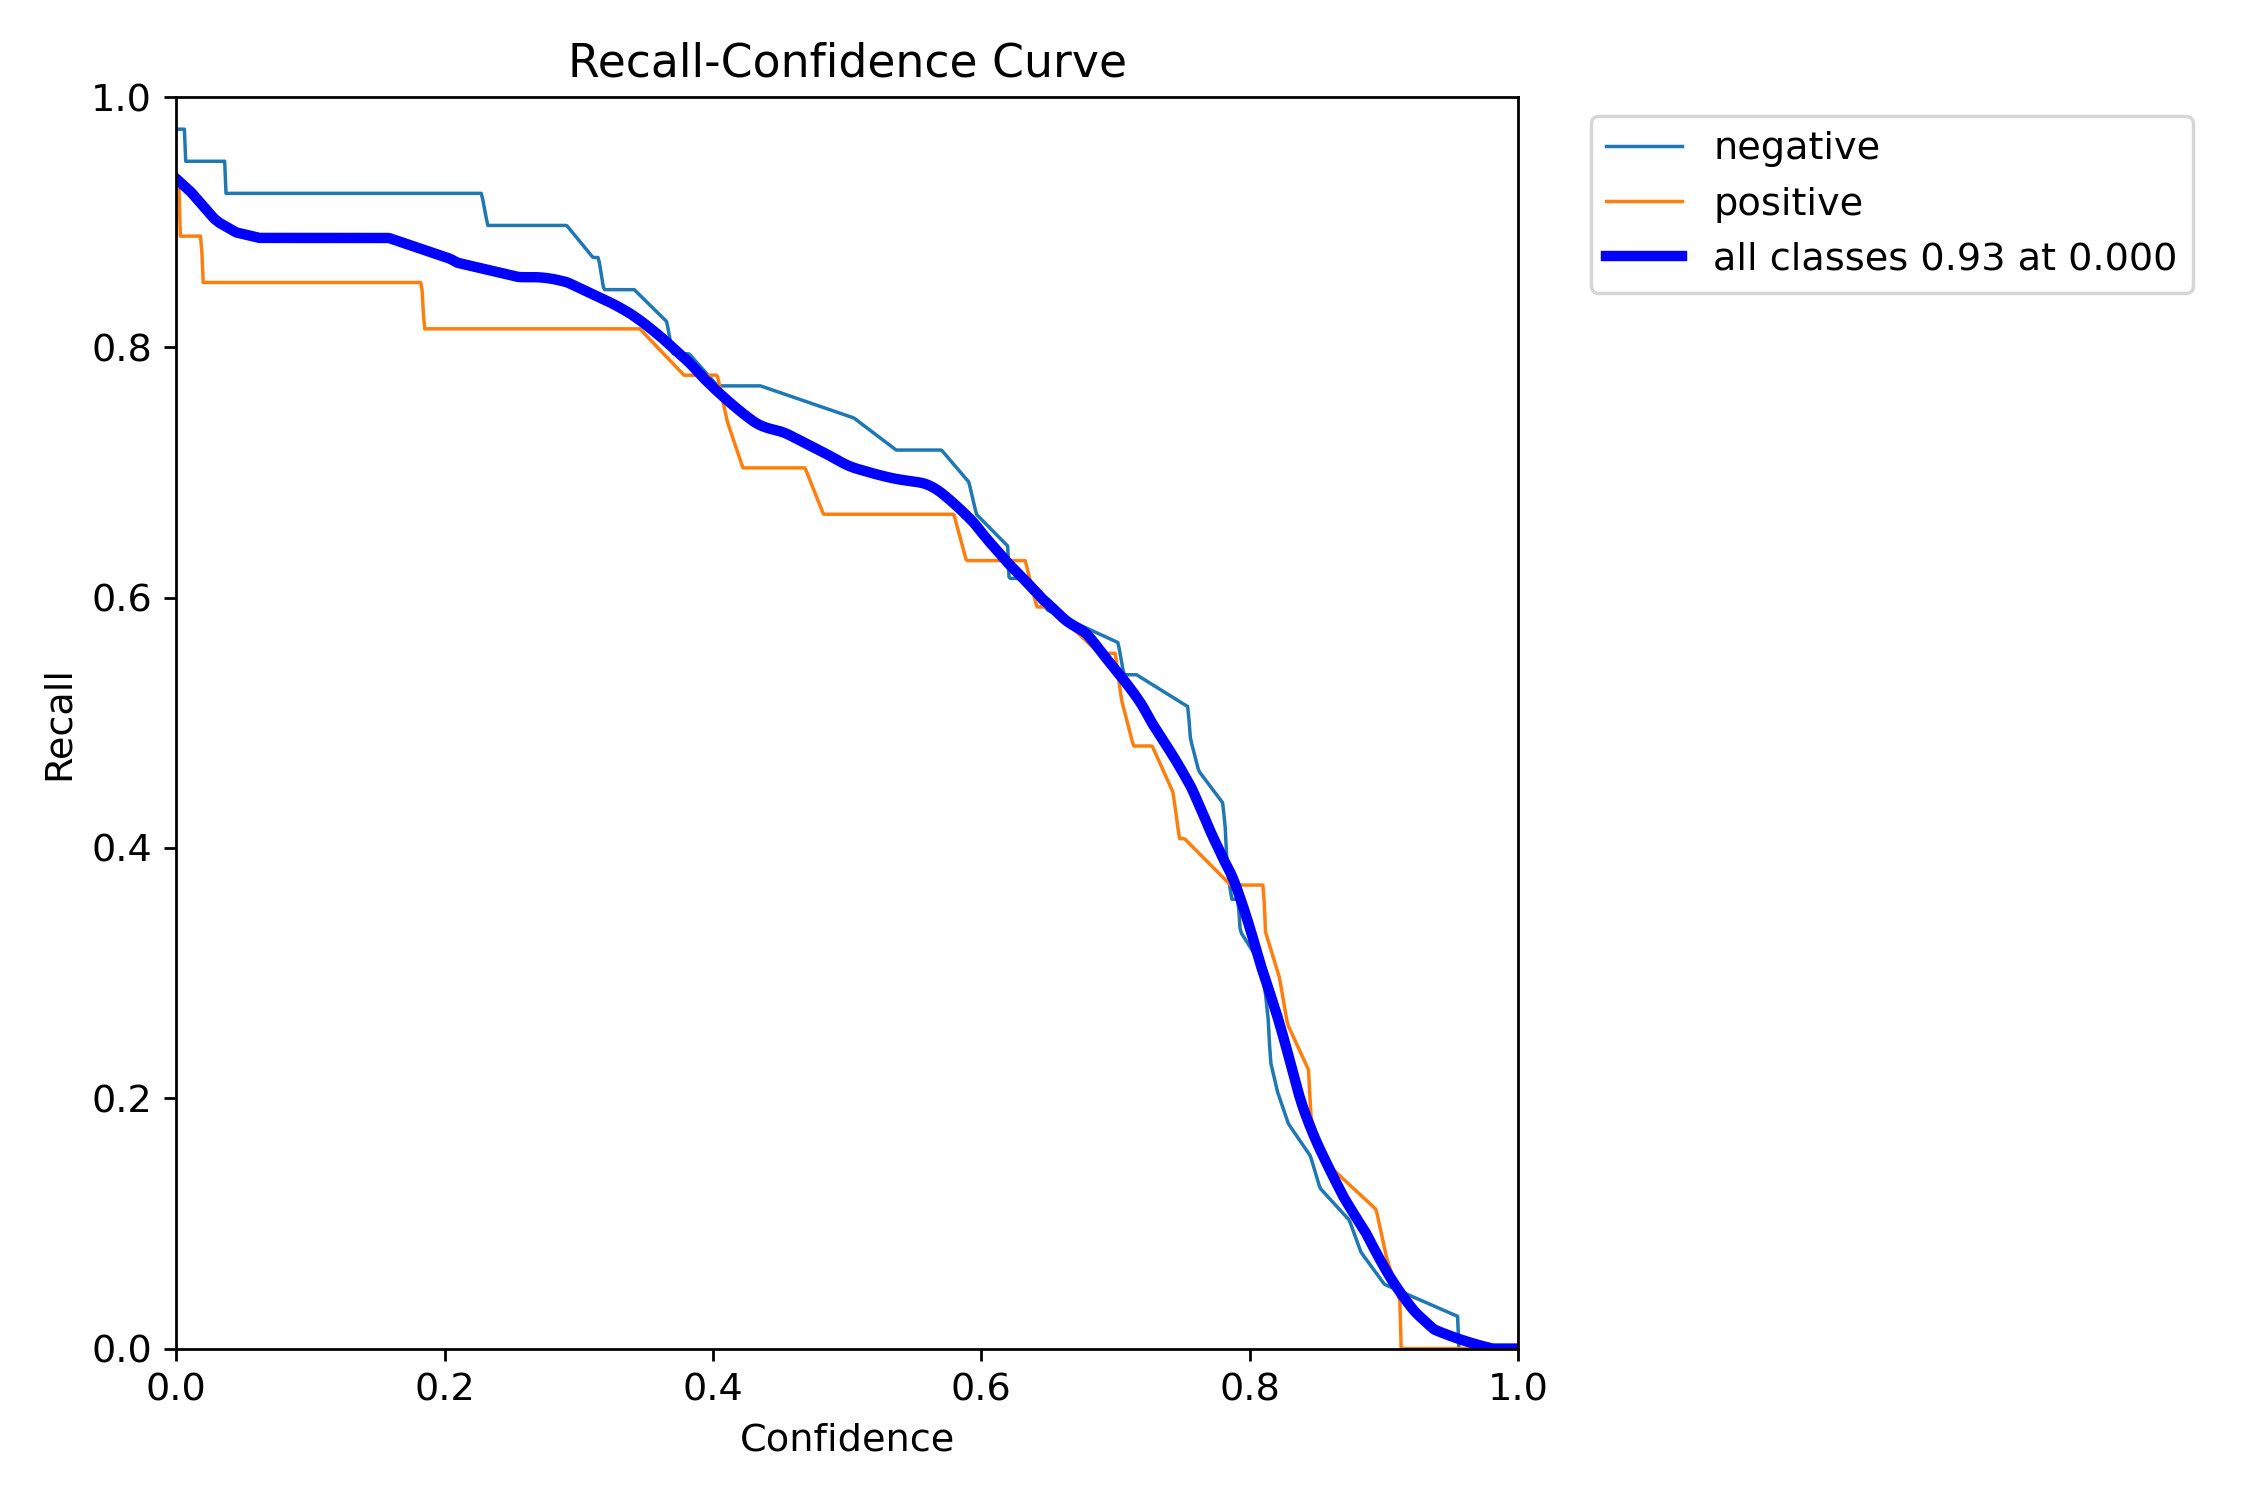 Recall-Confidence Curve
1.0
0.8
0.6
0.4
0.2
0.0
Recall
0.0 0.2 0.4 0.6 0.8 1.0
Confidence
negative
positive
all classes 0.93 at 0.000